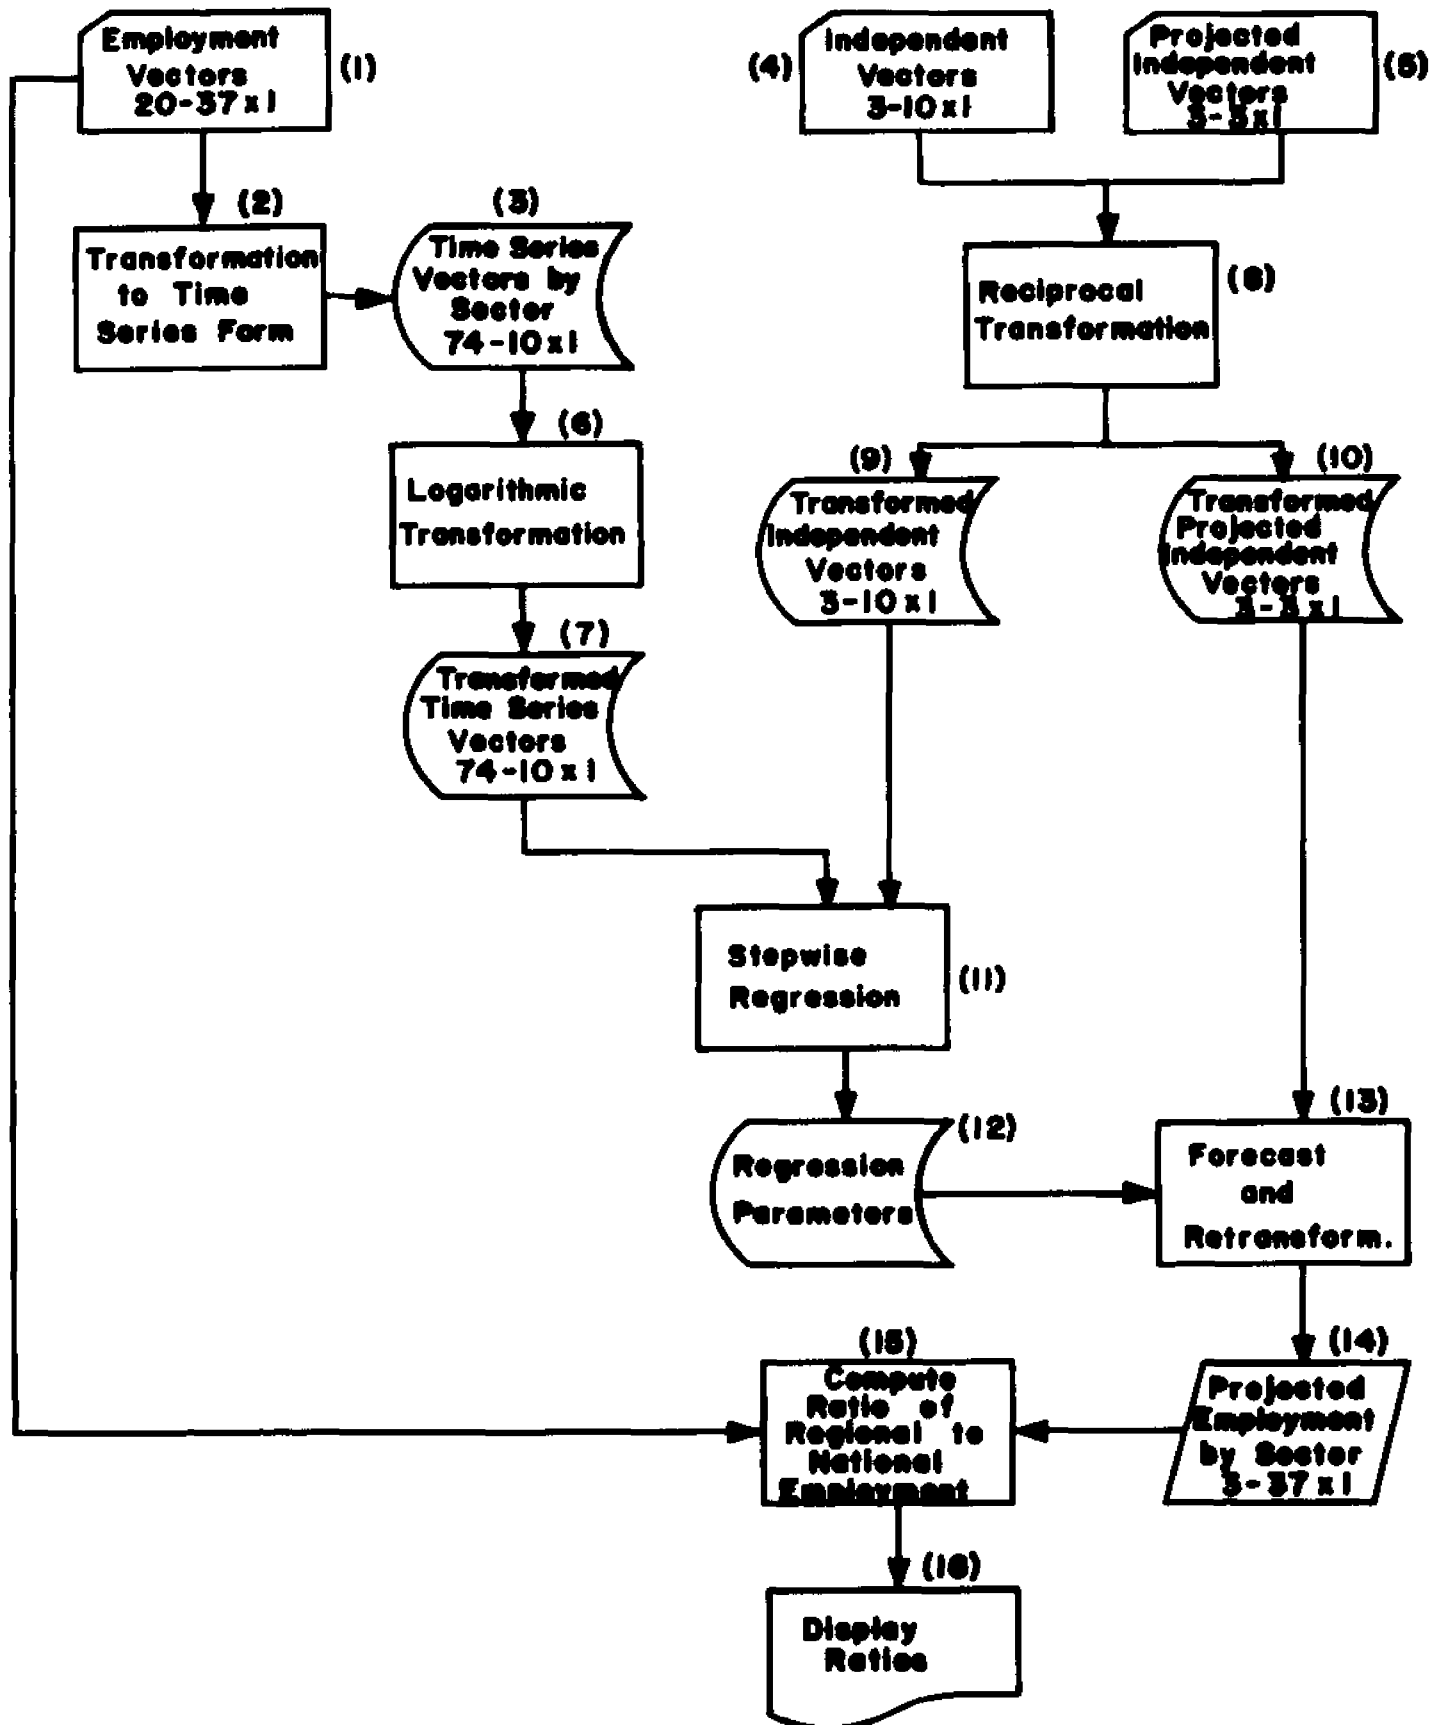 Employment
Vectors
20-37x1
(1)
(4)
Independent
Vectors
3-10x1
Projected
Independent
Vectors
3-3x1
(5)
(2)
Transformation
to Time
Series Form
(3)
Time Series
Vectors by
Sector
74-10x1
(8)
Reciprocal
Transformation
(6)
Logarithmic
Transformation
(9)
Transformed
Independent
Vectors
3-10x1
(10)
Transformed
Projected
Independent
Vectors
3-3x1
(7)
Transformed
Time Series
Vectors
74-10x1
Stepwise
Regression
(11)
(12)
Regression
Parameters
(13)
Forecast
and
Retransform.
(14)
Projected
Employment
by Sector
3-37x1
(15)
Compute
Ratio of
Regional to
National
Employment
(16)
Display
Ratios